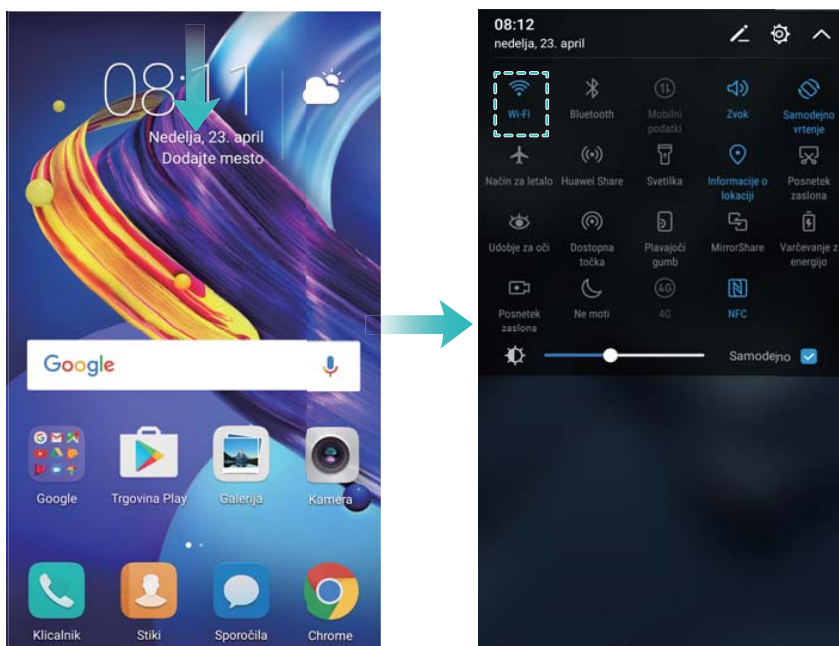 08:11
Nedelja, 23. april
Dodajte mesto
Google
Google
Trgovina Play
Galerija
Kamera
Klicalnik
Stiki
Sporočila
Chrome
08:12
nedelja, 23. april
Wi-Fi
Bluetooth
Mobilni
podatki
Zvok
Samodejno
vrtenje
Način za letalo
Huawei Share
Svetilka
Informacije o
lokaciji
Posnetek
zaslona
Udobje za oči
Dostopna
točka
Plavajoči
gumb
MirrorShare
Varčevanje z
energijo
Posnetek
zaslona
Ne moti
4G
4G
NFC
Samodejno